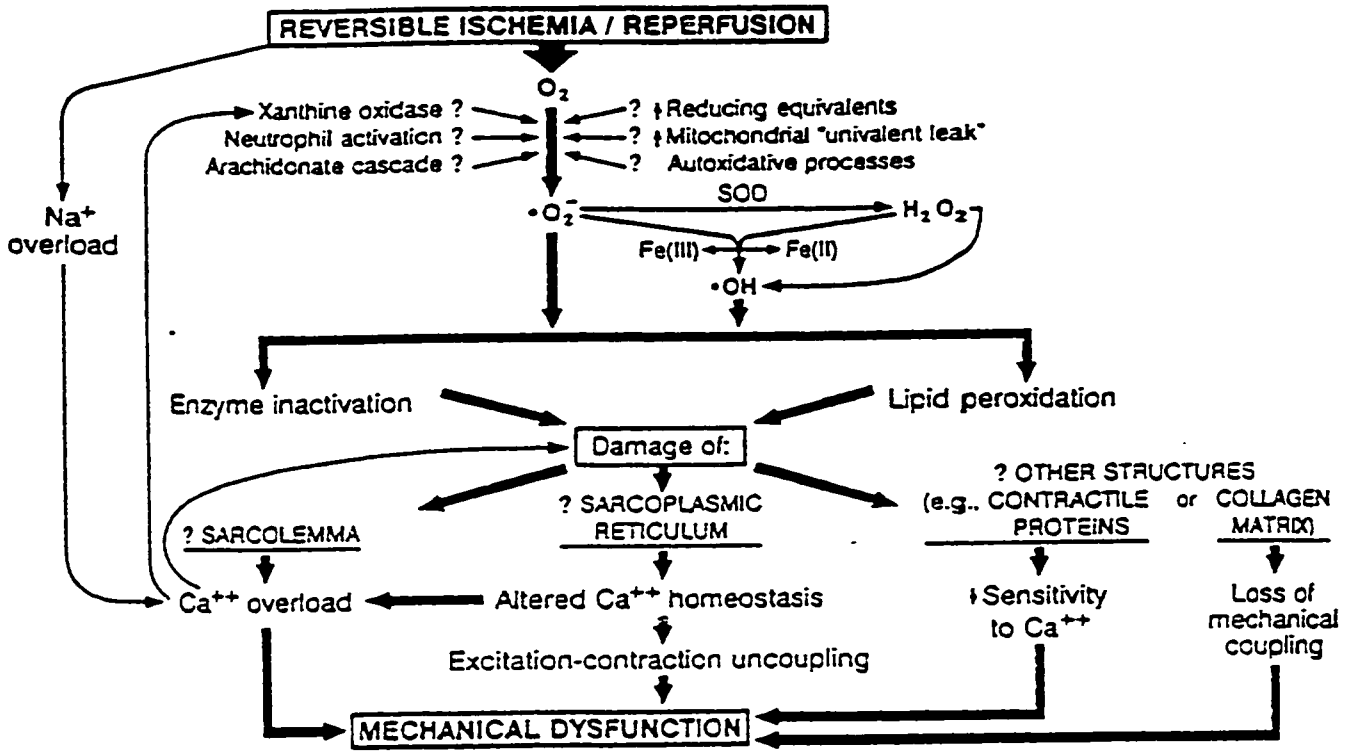 REVERSIBLE ISCHEMIA / REPERFUSION
O₂
Xanthine oxidase ?
Neutrophil activation ?
Arachidonate cascade ?
? Reducing equivalents
? Mitochondrial "univalent leak"
? Autoxidative processes
SOD
•O₂⁻
H₂O₂
Fe(III)
Fe(II)
•OH
Na⁺
overload
Enzyme inactivation
Lipid peroxidation
Damage of:
? SARCOLEMMA
? SARCOPLASMIC
RETICULUM
? OTHER STRUCTURES
(e.g., CONTRACTILE or COLLAGEN
PROTEINS MATRIX)
Ca⁺⁺ overload
Altered Ca⁺⁺ homeostasis
Sensitivity
to Ca⁺⁺
Loss of
mechanical
coupling
Excitation-contraction uncoupling
MECHANICAL DYSFUNCTION